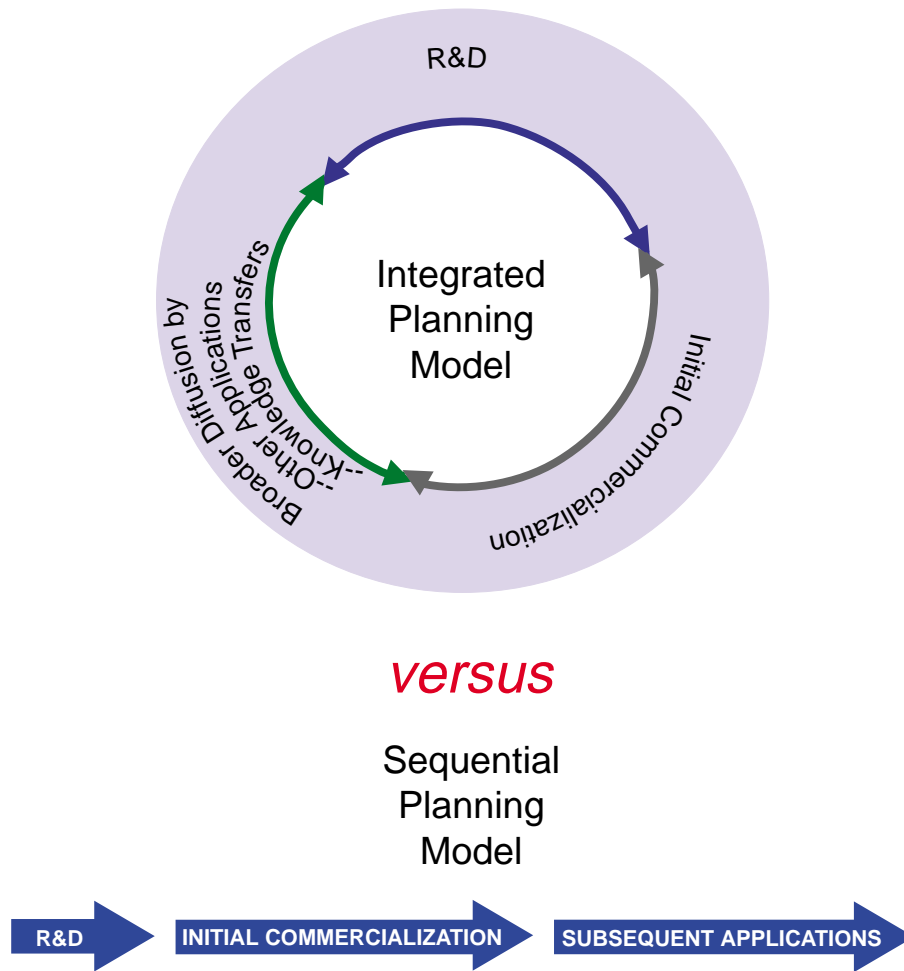 R&D
Integrated
Planning
Model
Initial Commercialization
Broader Diffusion by
--Other Applications
--Knowledge Transfers
versus
Sequential
Planning
Model
R&D
INITIAL COMMERCIALIZATION
SUBSEQUENT APPLICATIONS